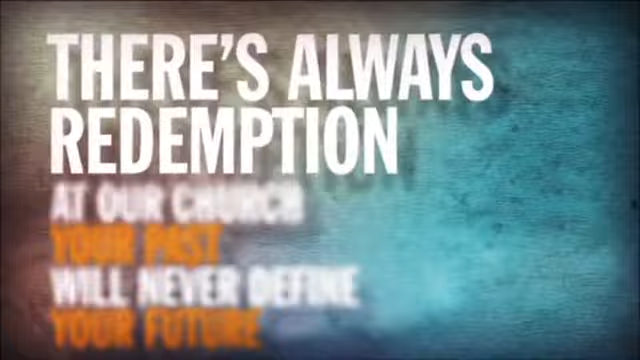 THERE'S ALWAYS
REDEMPTION
AT OUR CHURCH
YOUR PAST
WILL NEVER DEFINE
YOUR FUTURE